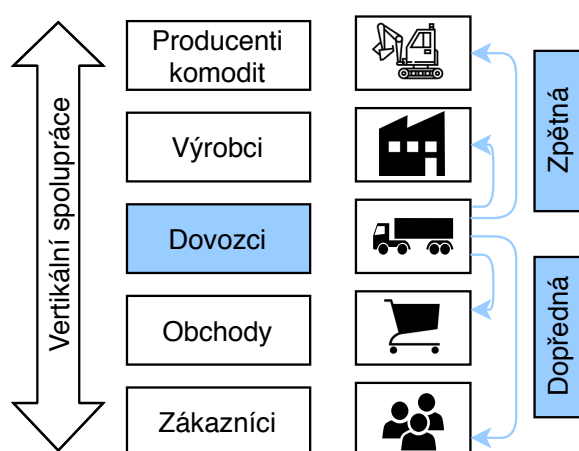 Vertikální spolupráce
Producenti
komodit
Výrobci
Dovozci
Obchody
Zákazníci
Zpětná
Dopředná